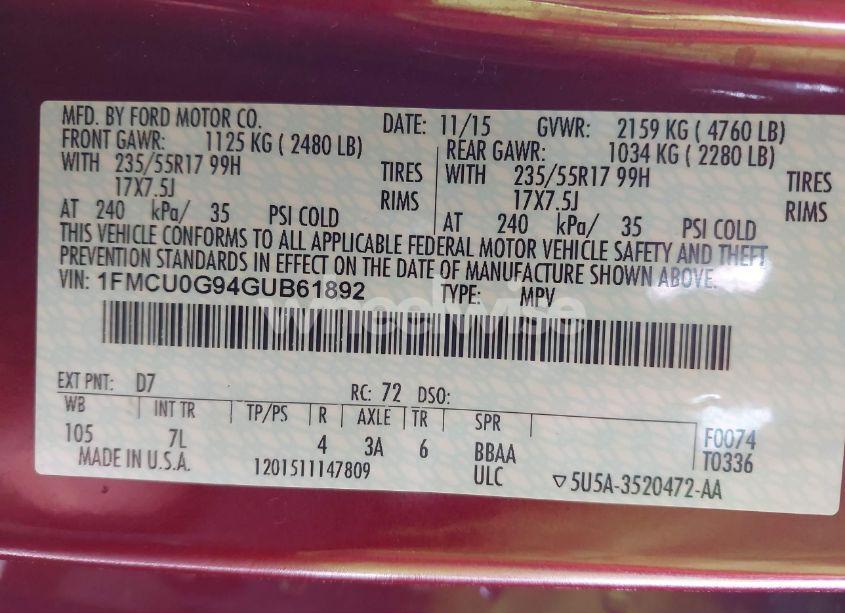 MFD. BY FORD MOTOR CO. DATE: 11/15 GVWR: 2159 KG ( 4760 LB)
FRONT GAWR: 1125 KG ( 2480 LB) REAR GAWR: 1034 KG ( 2280 LB)
WITH 235/55R17 99H TIRES WITH 235/55R17 99H TIRES
17X7.5J RIMS 17X7.5J RIMS
AT 240 kPa/ 35 PSI COLD AT 240 kPa/ 35 PSI COLD
THIS VEHICLE CONFORMS TO ALL APPLICABLE FEDERAL MOTOR VEHICLE SAFETY AND THEFT
PREVENTION STANDARDS IN EFFECT ON THE DATE OF MANUFACTURE SHOWN ABOVE.
VIN: 1FMCU0G94GUB61892 TYPE: MPV
wheelwise
EXT PNT: D7 RC: 72 DSO:
WB INT TR TP/PS R AXLE TR SPR
105 7L 4 3A 6 BBAA F0074
MADE IN U.S.A. 1201511147809 ULC T0336
▽5U5A-3520472-AA